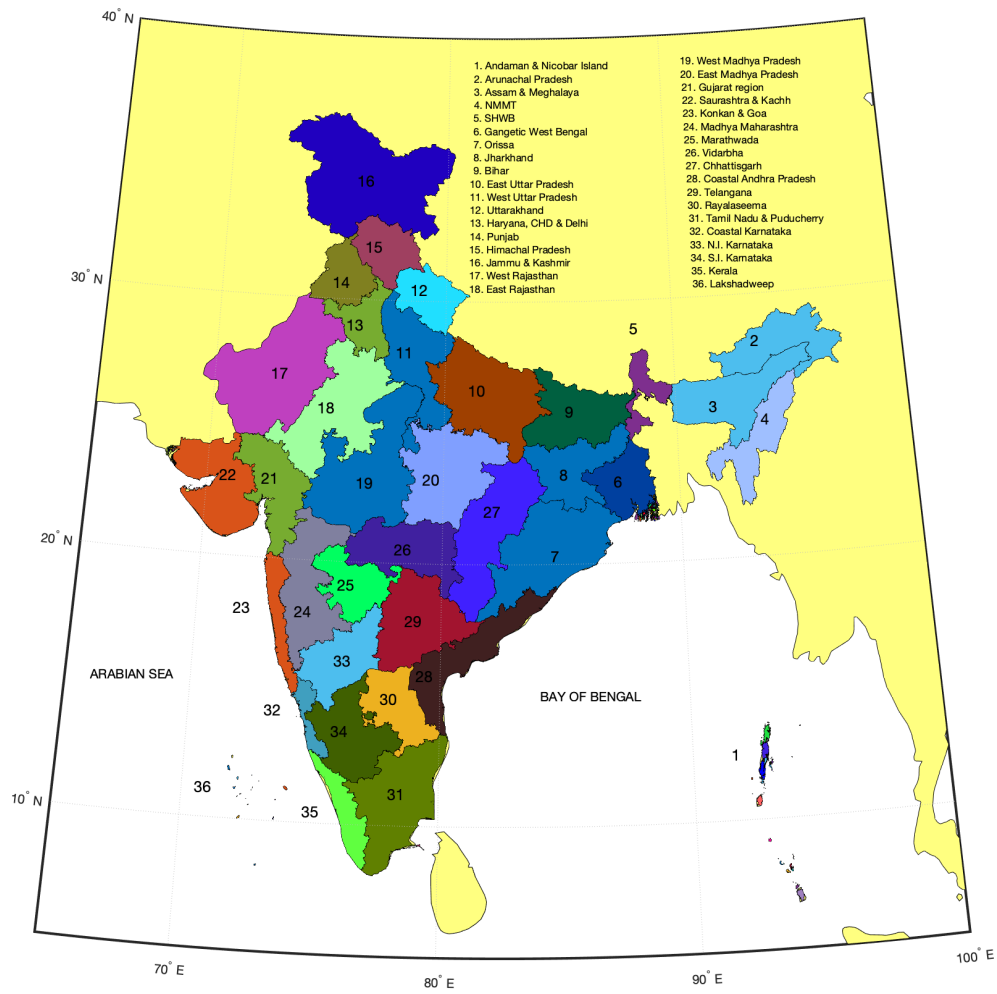 40° N
1. Andaman & Nicobar Island
2. Arunachal Pradesh
3. Assam & Meghalaya
4. NMMT
5. SHWB
6. Gangetic West Bengal
7. Orissa
8. Jharkhand
9. Bihar
10. East Uttar Pradesh
11. West Uttar Pradesh
12. Uttarakhand
13. Haryana, CHD & Delhi
14. Punjab
15. Himachal Pradesh
16. Jammu & Kashmir
17. West Rajasthan
18. East Rajasthan
19. West Madhya Pradesh
20. East Madhya Pradesh
21. Gujarat region
22. Saurashtra & Kachh
23. Konkan & Goa
24. Madhya Maharashtra
25. Marathwada
26. Vidarbha
27. Chhattisgarh
28. Coastal Andhra Pradesh
29. Telangana
30. Rayalaseema
31. Tamil Nadu & Puducherry
32. Coastal Karnataka
33. N.I. Karnataka
34. S.I. Karnataka
35. Kerala
36. Lakshadweep
16
15
30° N
14
12
13
5
2
11
17
10
18
9
3
4
22
21
19
20
8
6
27
20° N
26
7
25
23
24
29
33
ARABIAN SEA
28
BAY OF BENGAL
30
32
34
1
36
31
10° N
35
70° E
80° E
90° E
100° E